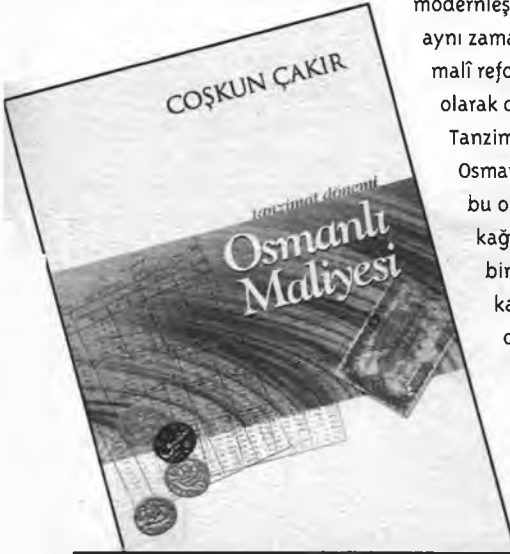 COŞKUN ÇAKIR
tanzimat dönemi
Osmanlı
Maliyesi
modernleş
aynı zama
malî refo
olarak
Tanzim
Osma
bu o
kağ
bir
ka